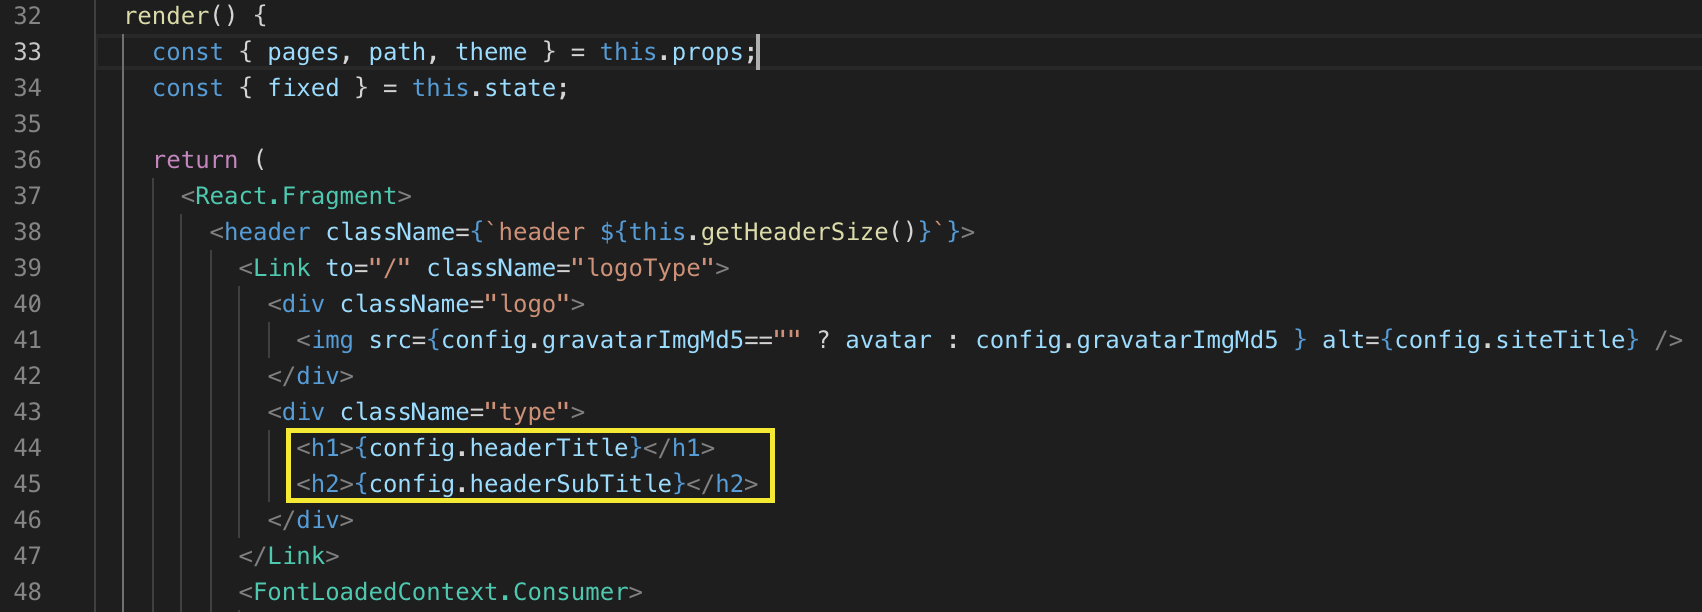 32 render() {
33 const { pages, path, theme } = this.props;
34 const { fixed } = this.state;
35
36 return (
37 <React.Fragment>
38 <header className={`header ${this.getHeaderSize()}`}>
39 <Link to="/" className="logoType">
40 <div className="logo">
41 <img src={config.gravatarImgMd5=="" ? avatar : config.gravatarImgMd5 } alt={config.siteTitle} />
42 </div>
43 <div className="type">
44 <h1>{config.headerTitle}</h1>
45 <h2>{config.headerSubTitle}</h2>
46 </div>
47 </Link>
48 <FontLoadedContext.Consumer>